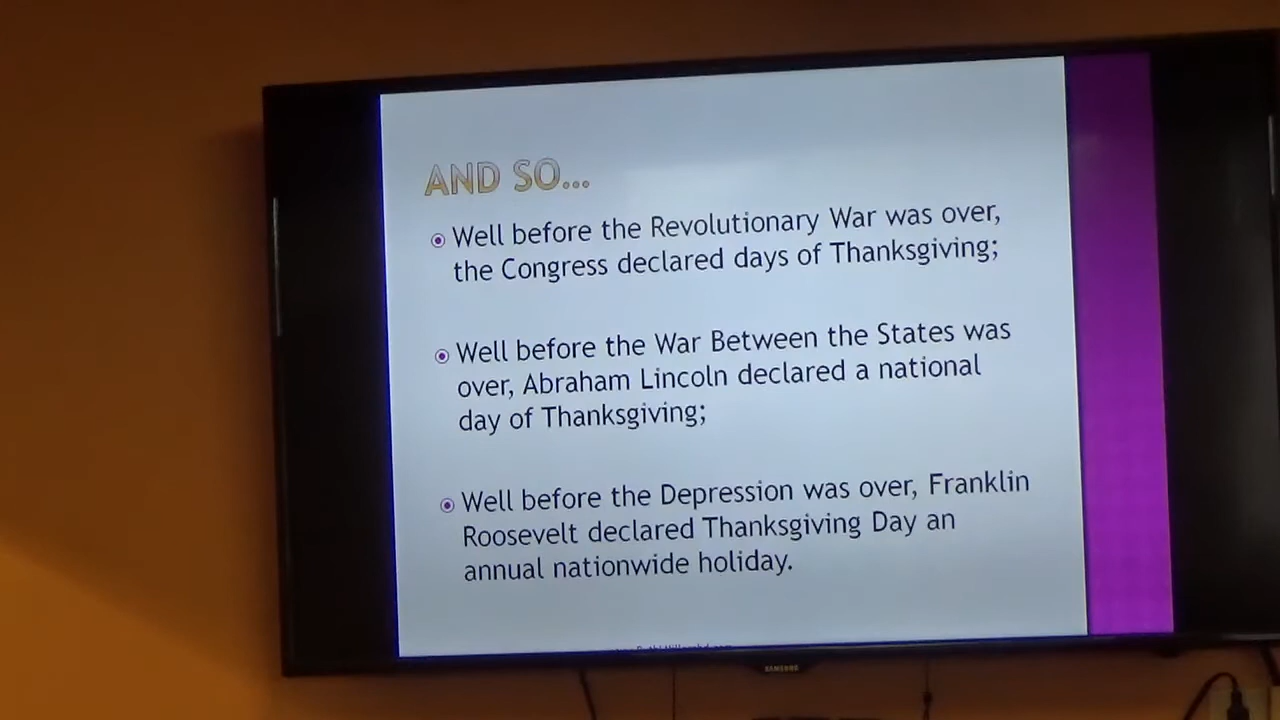 AND SO...
Well before the Revolutionary War was over,
the Congress declared days of Thanksgiving;
Well before the War Between the States was
over, Abraham Lincoln declared a national
day of Thanksgiving;
Well before the Depression was over, Franklin
Roosevelt declared Thanksgiving Day an
annual nationwide holiday.
SAMSUNG